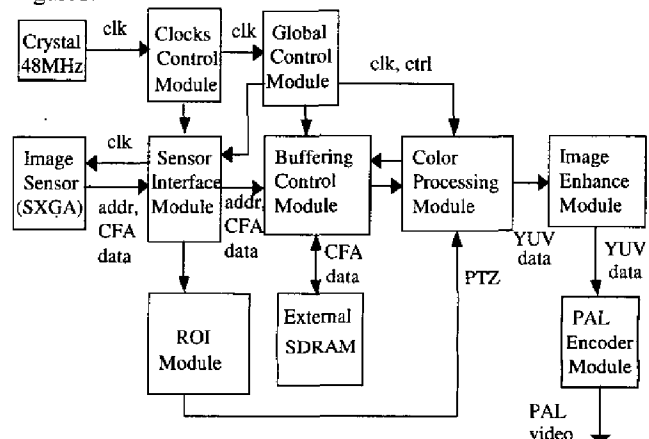 clk
clk
Crystal
48MHz
Clocks
Control
Module
Global
Control
Module
clk, ctrl
clk
Image
Sensor
(SXGA)
addr,
CFA
data
Sensor
Interface
Module
addr,
CFA
data
Buffering
Control
Module
Color
Processing
Module
Image
Enhance
Module
CFA
data
YUV
data
YUV
data
PTZ
ROI
Module
External
SDRAM
PAL
Encoder
Module
PAL
video